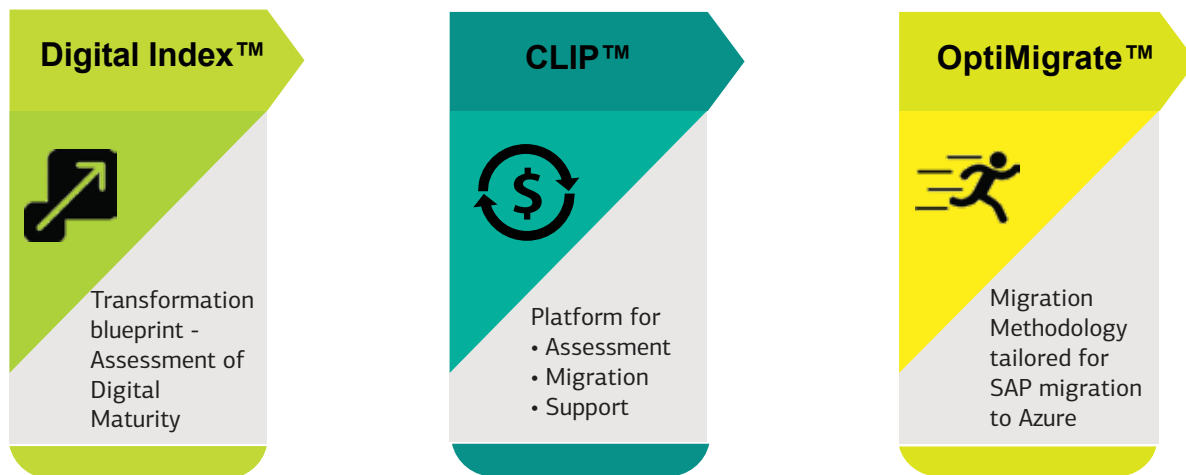 Digital Index™
Transformation
blueprint -
Assessment of
Digital
Maturity
CLIP™
$
Platform for
• Assessment
• Migration
• Support
OptiMigrate™
Migration
Methodology
tailored for
SAP migration
to Azure